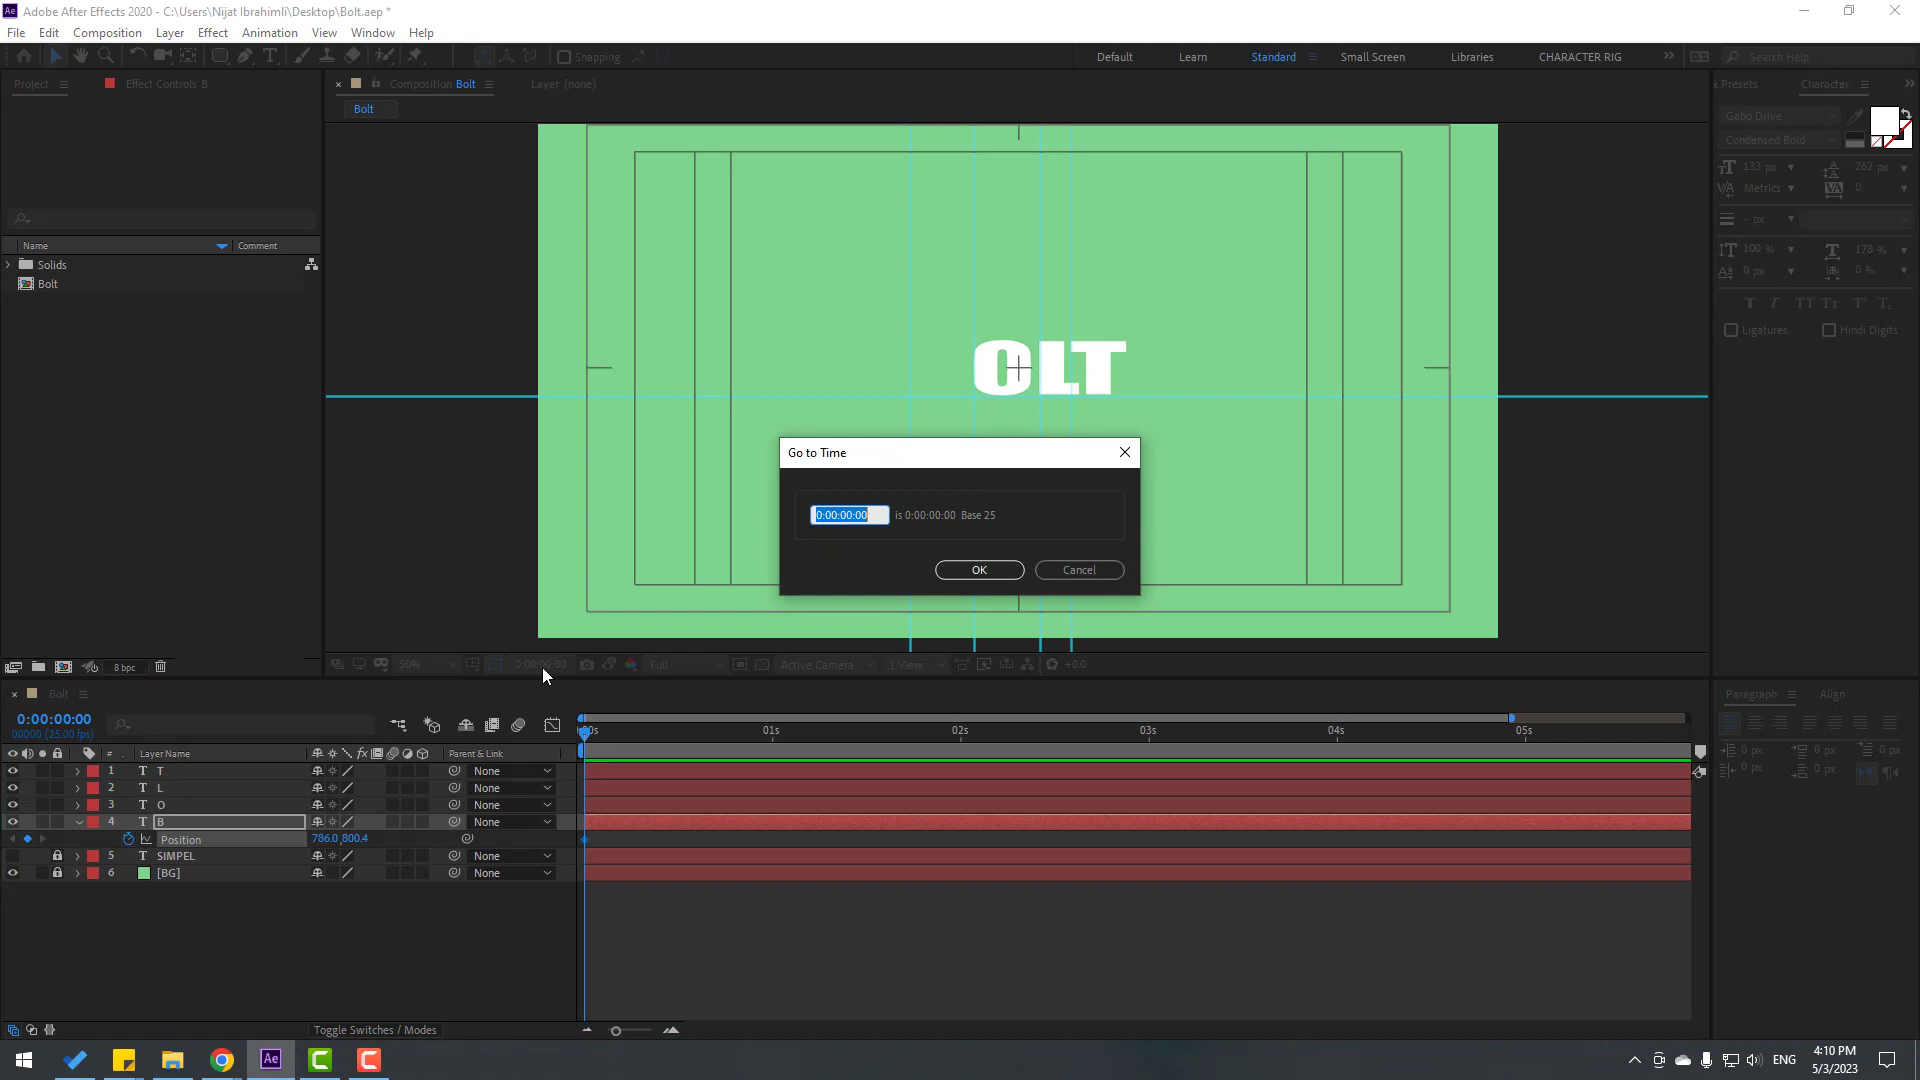 Adobe After Effects 2020 - C:\Users\Nijat Ibrahimli\Desktop\Bolt.aep *
File Edit Composition Layer Effect Animation View Window Help
Snapping
Default Learn Standard Small Screen Libraries CHARACTER RIG
Search Help
Project
Effect Controls B
Composition Bolt
Layer (none)
Presets
Character
Bolt
Gabo Drive
Condensed Bold
133 px
262 px
Metrics
0
- px
100 %
178 %
0 px
0 %
Ligatures
Hindi Digits
Name
Comment
Solids
Bolt
OLT
Go to Time
0:00:00:00 is 0:00:00:00 Base 25
OK
Cancel
8 bpc
50%
0:00:00:00
Full
Active Camera
1 View
+0.0
Bolt
Paragraph
Align
0:00:00:00
00000 (25.00 fps)
:00s 01s 02s 03s 04s 05s
# Layer Name
Parent & Link
1 T T None
2 T L None
3 T O None
4 T B None
Position 786.0,800.4
5 T SIMPEL None
6 [BG] None
0 px
0 px
0 px
0 px
0 px
Toggle Switches / Modes
Ae
ENG
4:10 PM
5/3/2023